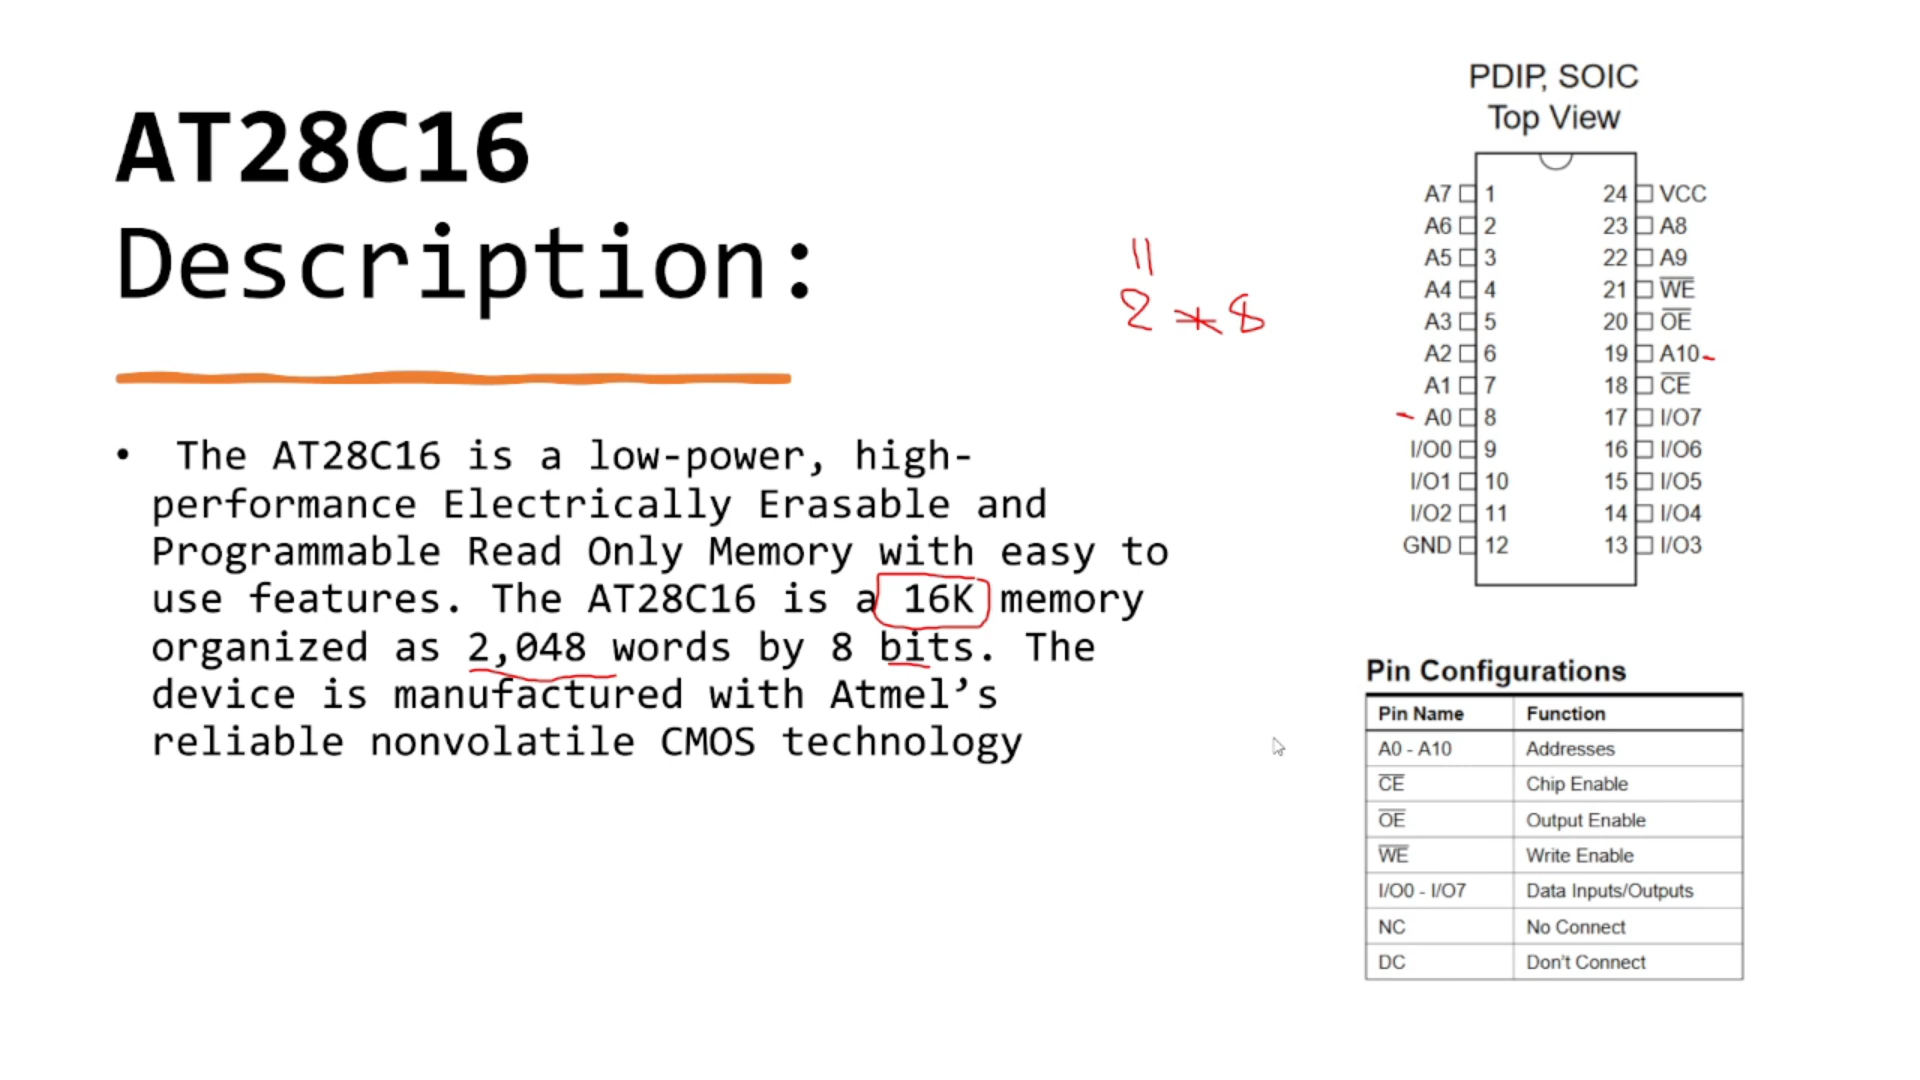 AT28C16
Description:
• The AT28C16 is a low-power, high-
performance Electrically Erasable and
Programmable Read Only Memory with easy to
use features. The AT28C16 is a 16K memory
organized as 2,048 words by 8 bits. The
device is manufactured with Atmel’s
reliable nonvolatile CMOS technology
11
2 * 8
PDIP, SOIC
Top View
A7 1 24 VCC
A6 2 23 A8
A5 3 22 A9
A4 4 21 W̅E̅
A3 5 20 O̅E̅
A2 6 19 A10
A1 7 18 C̅E̅
A0 8 17 I/O7
I/O0 9 16 I/O6
I/O1 10 15 I/O5
I/O2 11 14 I/O4
GND 12 13 I/O3
Pin Configurations
Pin Name Function
A0 - A10 Addresses
C̅E̅ Chip Enable
O̅E̅ Output Enable
W̅E̅ Write Enable
I/O0 - I/O7 Data Inputs/Outputs
NC No Connect
DC Don't Connect